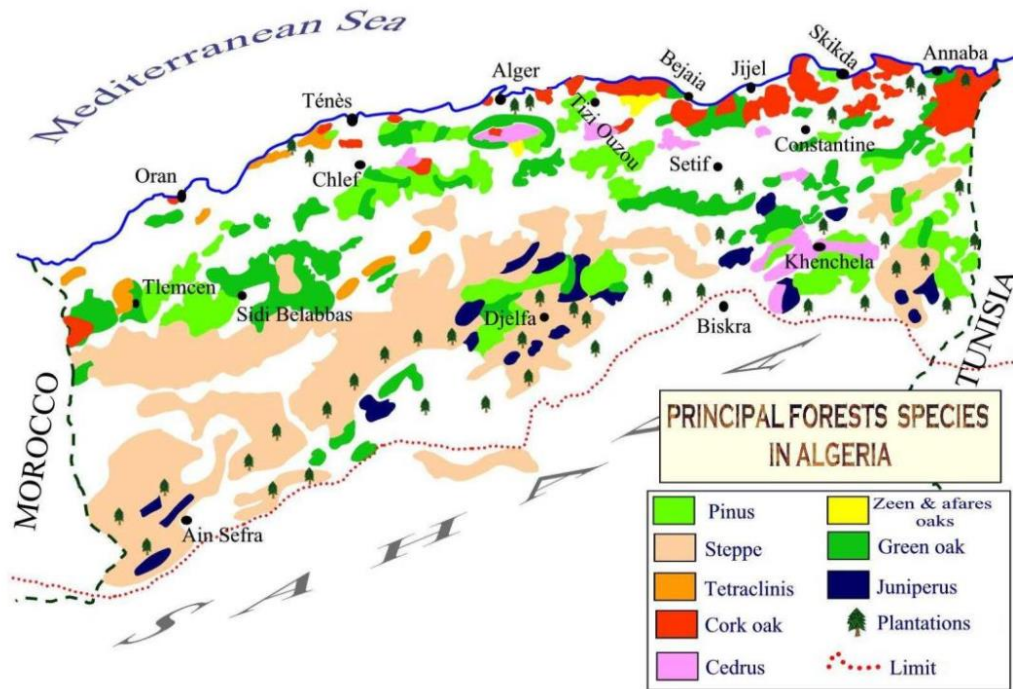 Mediterranean Sea
Oran
Ténès
Chlef
Alger
Tizi Ouzou
Bejaia
Jijel
Skikda
Annaba
Setif
Constantine
Tlemcen
Sidi Belabbas
Djelfa
Khenchela
Biskra
Ain Sefra
MOROCCO
TUNISIA
S A H A R A
PRINCIPAL FORESTS SPECIES
IN ALGERIA
Pinus
Steppe
Tetraclinis
Cork oak
Cedrus
Zeen & afares
oaks
Green oak
Juniperus
Plantations
Limit